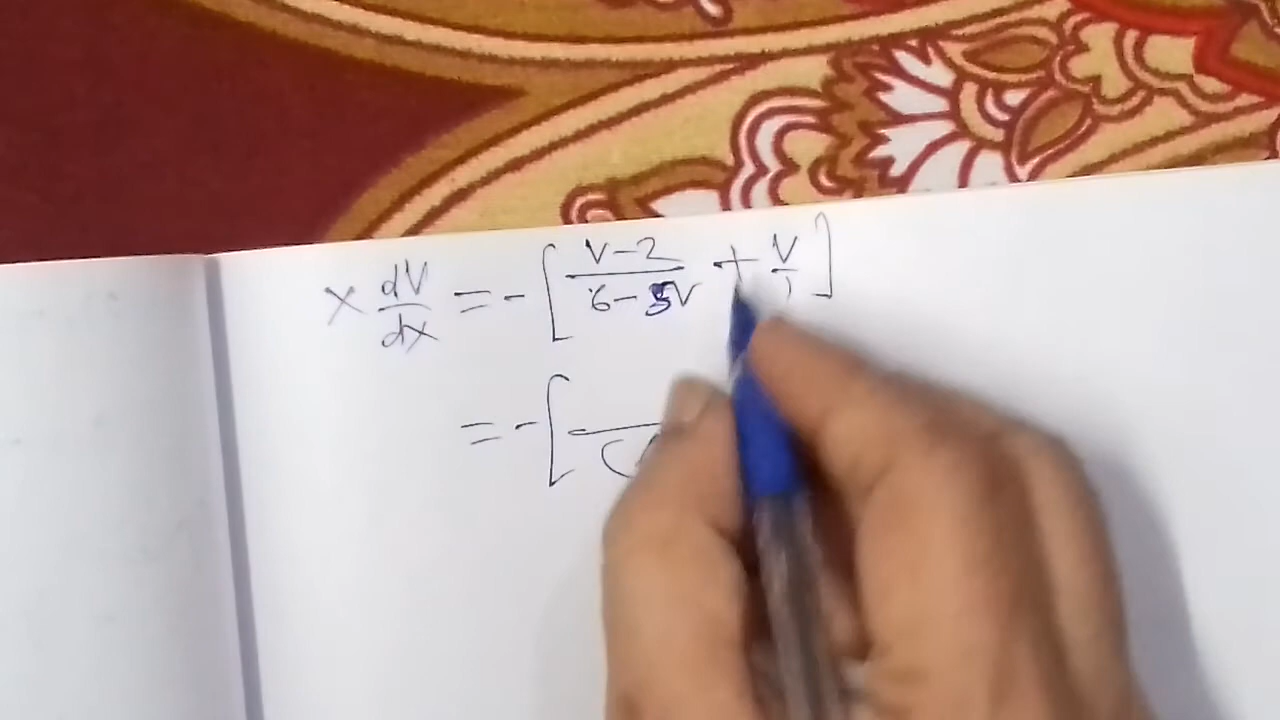 x dV/dx = - [ V-2 / 6-5V + V/1 ]
= - [